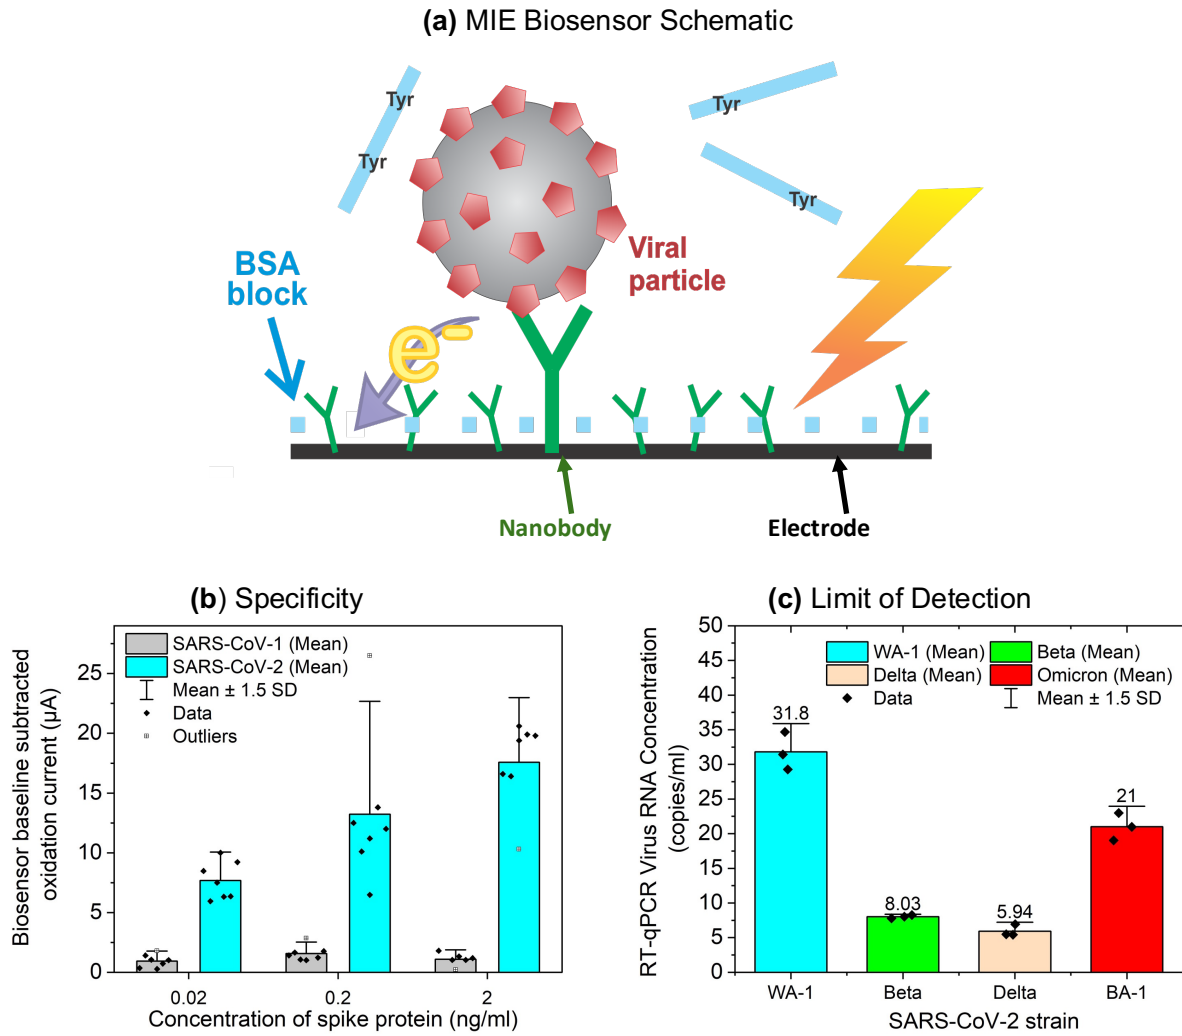 (a) MIE Biosensor Schematic
Tyr
Tyr
Tyr
Tyr
BSA
block
Viral
particle
e-
Nanobody
Electrode
(b) Specificity
SARS-CoV-1 (Mean)
SARS-CoV-2 (Mean)
Mean ± 1.5 SD
Data
Outliers
Biosensor baseline subtracted
oxidation current (µA)
25
20
15
10
5
0
0.02
0.2
2
Concentration of spike protein (ng/ml)
(c) Limit of Detection
WA-1 (Mean)
Beta (Mean)
Delta (Mean)
Omicron (Mean)
Data
Mean ± 1.5 SD
RT-qPCR Virus RNA Concentration
(copies/ml)
50
45
40
35
30
25
20
15
10
5
0
31.8
8.03
5.94
21
WA-1
Beta
Delta
BA-1
SARS-CoV-2 strain